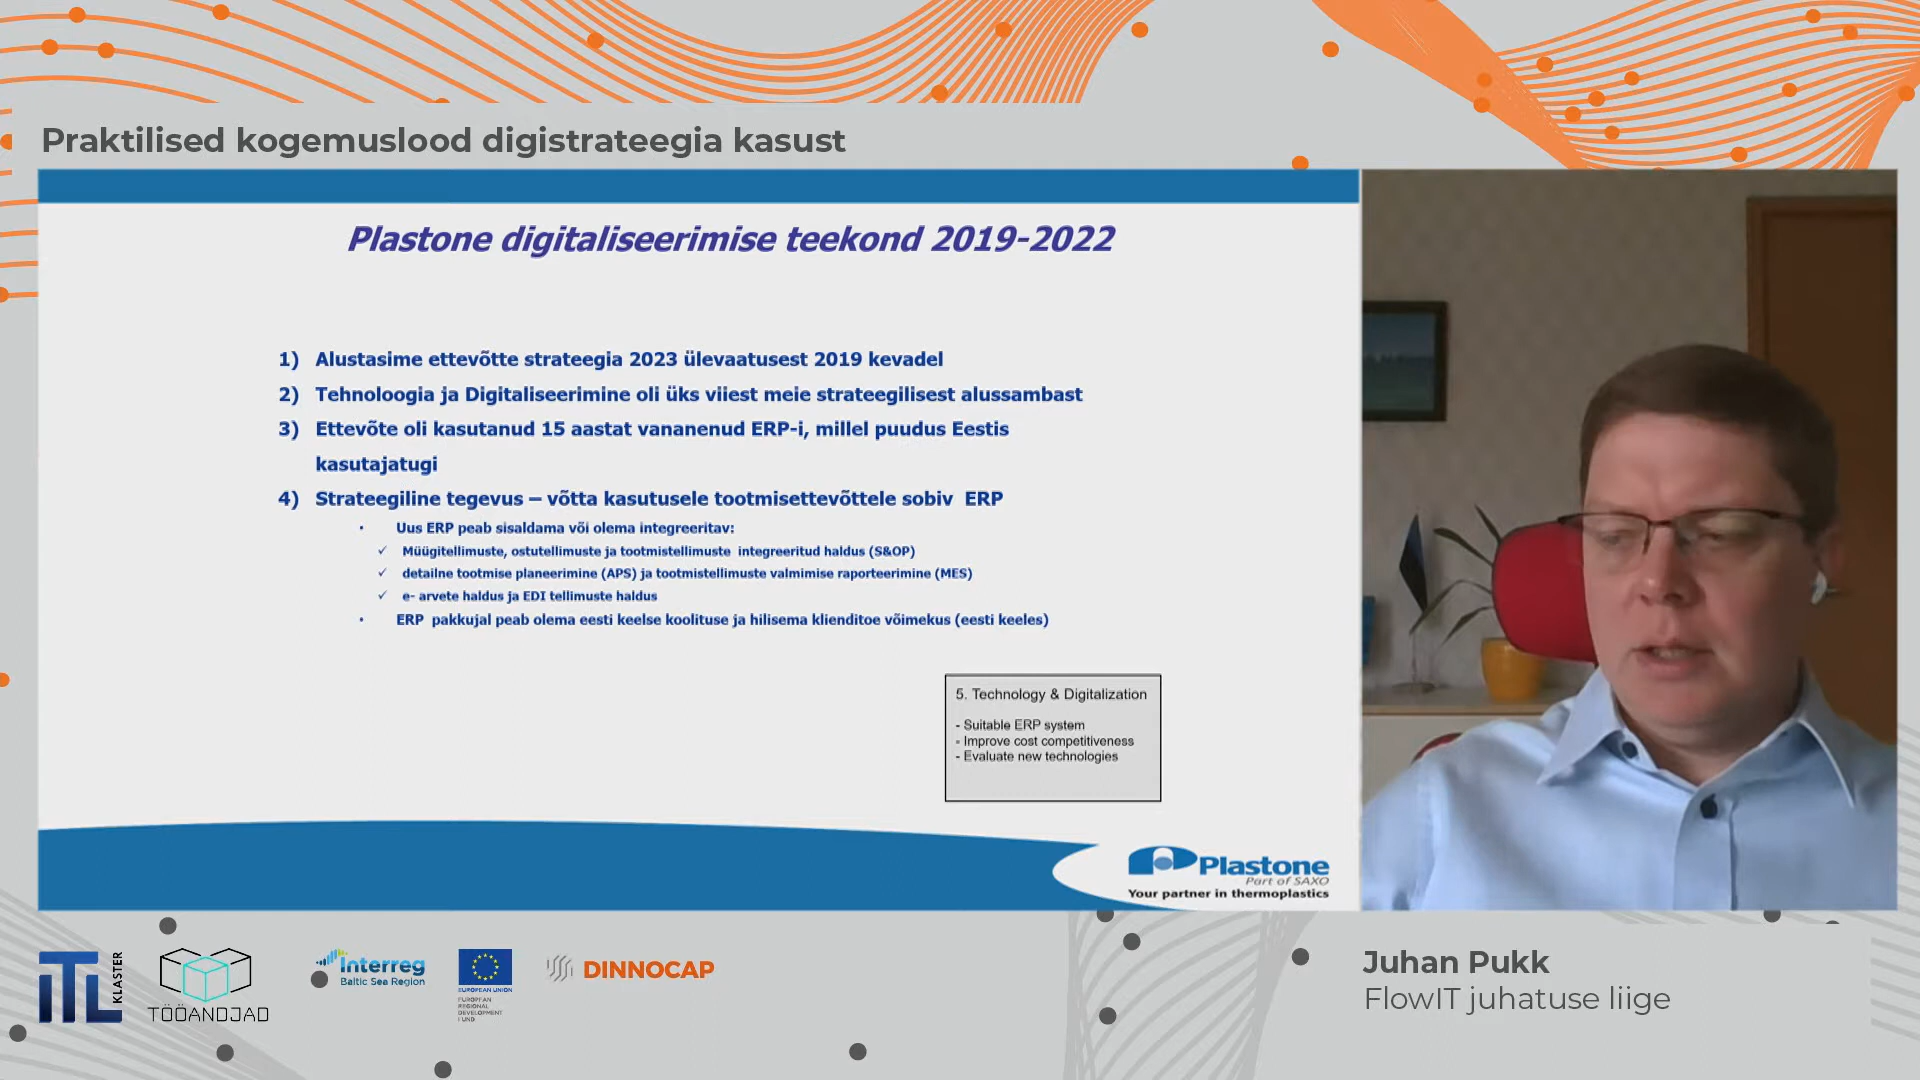 Praktilised kogemuslood digistrateegia kasust
Plastone digitaliseerimise teekond 2019-2022
1) Alustasime ettevõtte strateegia 2023 ülevaatusest 2019 kevadel
2) Tehnoloogia ja Digitaliseerimine oli üks viiest meie strateegilisest alussambast
3) Ettevõte oli kasutanud 15 aastat vananenud ERP-i, millel puudus Eestis
kasutajatugi
4) Strateegiline tegevus – võtta kasutusele tootmisettevõttele sobiv ERP
• Uus ERP peab sisaldama või olema integreeritav:
✓ Müügitellimuste, ostutellimuste ja tootmistellimuste integreeritud haldus (S&OP)
✓ detailne tootmise planeerimine (APS) ja tootmistellimuste valmimise raporteerimine (MES)
✓ e- arvete haldus ja EDI tellimuste haldus
• ERP pakkujal peab olema eesti keelse koolituse ja hilisema klienditoe võimekus (eesti keeles)
5. Technology & Digitalization
- Suitable ERP system
- Improve cost competitiveness
- Evaluate new technologies
Plastone
Part of SAXO
Your partner in thermoplastics
ITL KLASTER
TÖÖANDJAD
Interreg
Baltic Sea Region
EUROPEAN UNION
EUROPEAN
REGIONAL
DEVELOPMENT
FUND
DINNOCAP
Juhan Pukk
FlowIT juhatuse liige